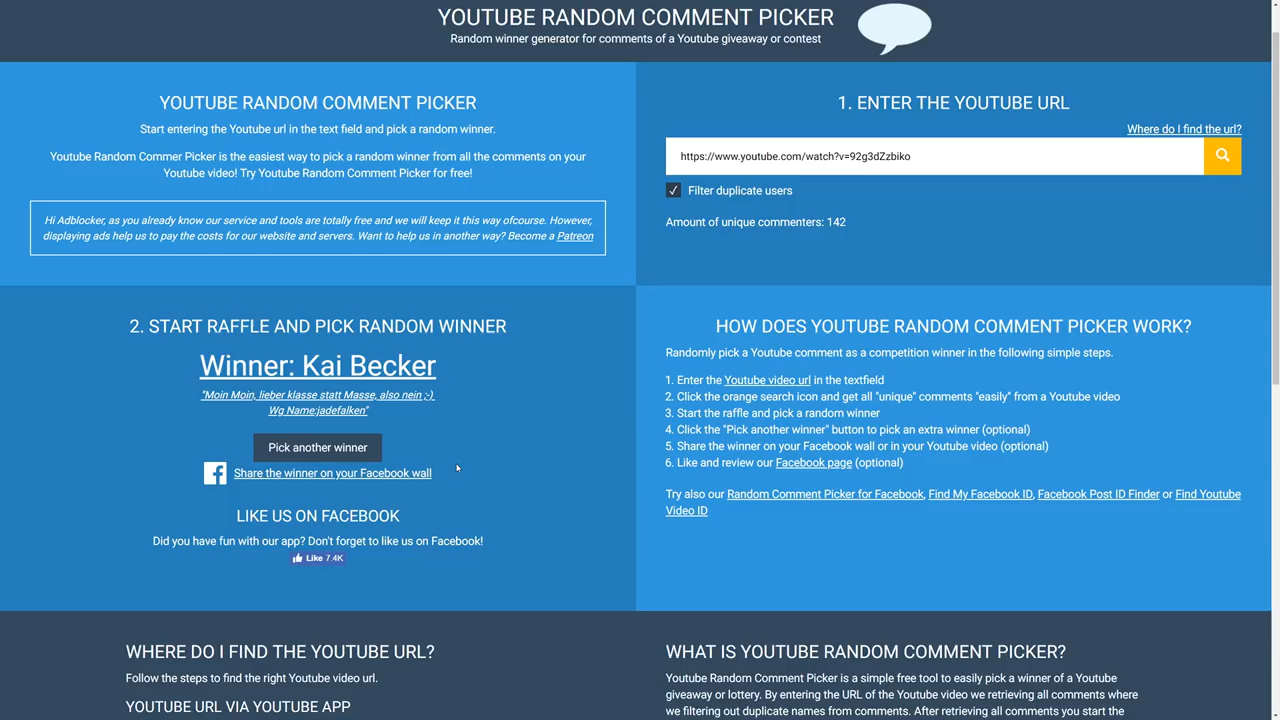 YOUTUBE RANDOM COMMENT PICKER
Random winner generator for comments of a Youtube giveaway or contest
YOUTUBE RANDOM COMMENT PICKER
Start entering the Youtube url in the text field and pick a random winner.
Youtube Random Commer Picker is the easiest way to pick a random winner from all the comments on your
Youtube video! Try Youtube Random Comment Picker for free!
Hi Adblocker, as you already know our service and tools are totally free and we will keep it this way ofcourse. However,
displaying ads help us to pay the costs for our website and servers. Want to help us in another way? Become a Patreon
1. ENTER THE YOUTUBE URL
Where do I find the url?
https://www.youtube.com/watch?v=92g3dZzbiko
Filter duplicate users
Amount of unique commenters: 142
2. START RAFFLE AND PICK RANDOM WINNER
Winner: Kai Becker
"Moin Moin, lieber klasse statt Masse, also nein ;-)
Wg Name:jadefalken"
Pick another winner
Share the winner on your Facebook wall
LIKE US ON FACEBOOK
Did you have fun with our app? Don't forget to like us on Facebook!
Like 7.4K
HOW DOES YOUTUBE RANDOM COMMENT PICKER WORK?
Randomly pick a Youtube comment as a competition winner in the following simple steps.
1. Enter the Youtube video url in the textfield
2. Click the orange search icon and get all "unique" comments "easily" from a Youtube video
3. Start the raffle and pick a random winner
4. Click the "Pick another winner" button to pick an extra winner (optional)
5. Share the winner on your Facebook wall or in your Youtube video (optional)
6. Like and review our Facebook page (optional)
Try also our Random Comment Picker for Facebook, Find My Facebook ID, Facebook Post ID Finder or Find Youtube
Video ID
WHERE DO I FIND THE YOUTUBE URL?
Follow the steps to find the right Youtube video url.
YOUTUBE URL VIA YOUTUBE APP
WHAT IS YOUTUBE RANDOM COMMENT PICKER?
Youtube Random Comment Picker is a simple free tool to easily pick a winner of a Youtube
giveaway or lottery. By entering the URL of the Youtube video we retrieving all comments where
we filtering out duplicate names from comments. After retrieving all comments you start the